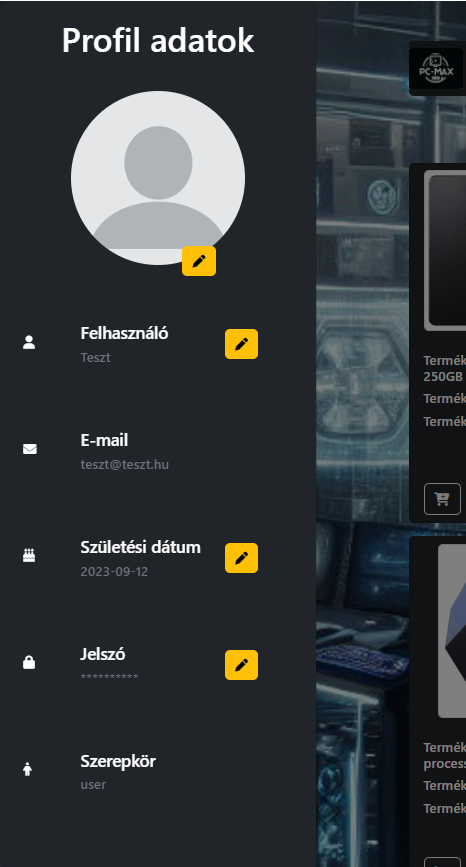 Profil adatok
PC-MAX
Felhasználó
Teszt
E-mail
teszt@teszt.hu
Születési dátum
2023-09-12
Jelszó
**********
Szerepkör
user
Termék
250GB
Termék
Termék
Termék
process
Termék
Termék